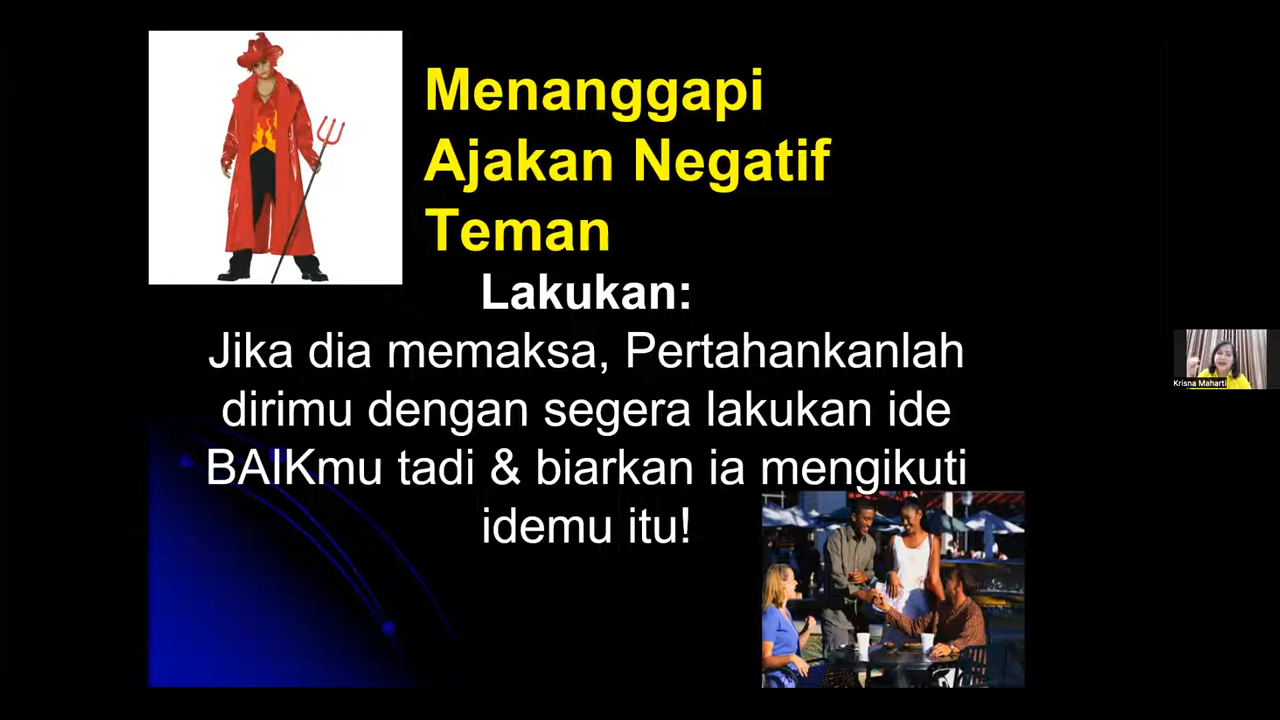 Menanggapi
Ajakan Negatif
Teman
Lakukan:
Jika dia memaksa, Pertahankanlah
dirimu dengan segera lakukan ide
BAIKmu tadi & biarkan ia mengikuti
idemu itu!
Krisna Maharti